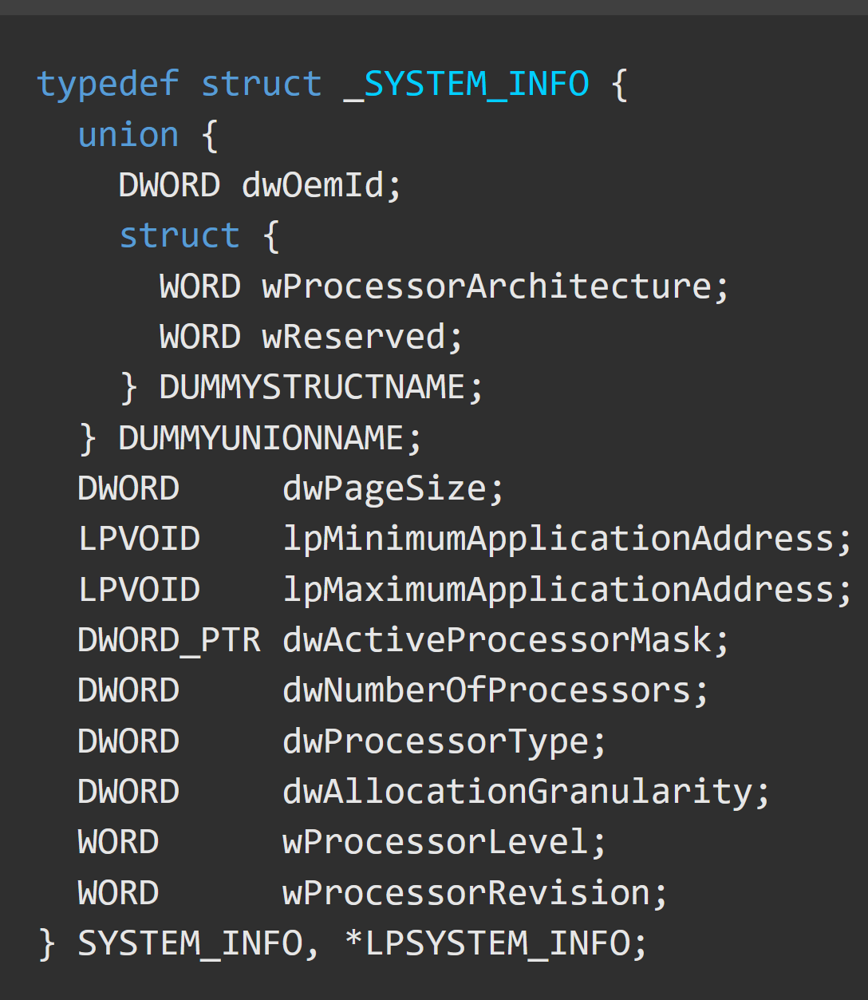 typedef struct _SYSTEM_INFO {
  union {
    DWORD dwOemId;
    struct {
      WORD wProcessorArchitecture;
      WORD wReserved;
    } DUMMYSTRUCTNAME;
  } DUMMYUNIONNAME;
  DWORD     dwPageSize;
  LPVOID    lpMinimumApplicationAddress;
  LPVOID    lpMaximumApplicationAddress;
  DWORD_PTR dwActiveProcessorMask;
  DWORD     dwNumberOfProcessors;
  DWORD     dwProcessorType;
  DWORD     dwAllocationGranularity;
  WORD      wProcessorLevel;
  WORD      wProcessorRevision;
} SYSTEM_INFO, *LPSYSTEM_INFO;